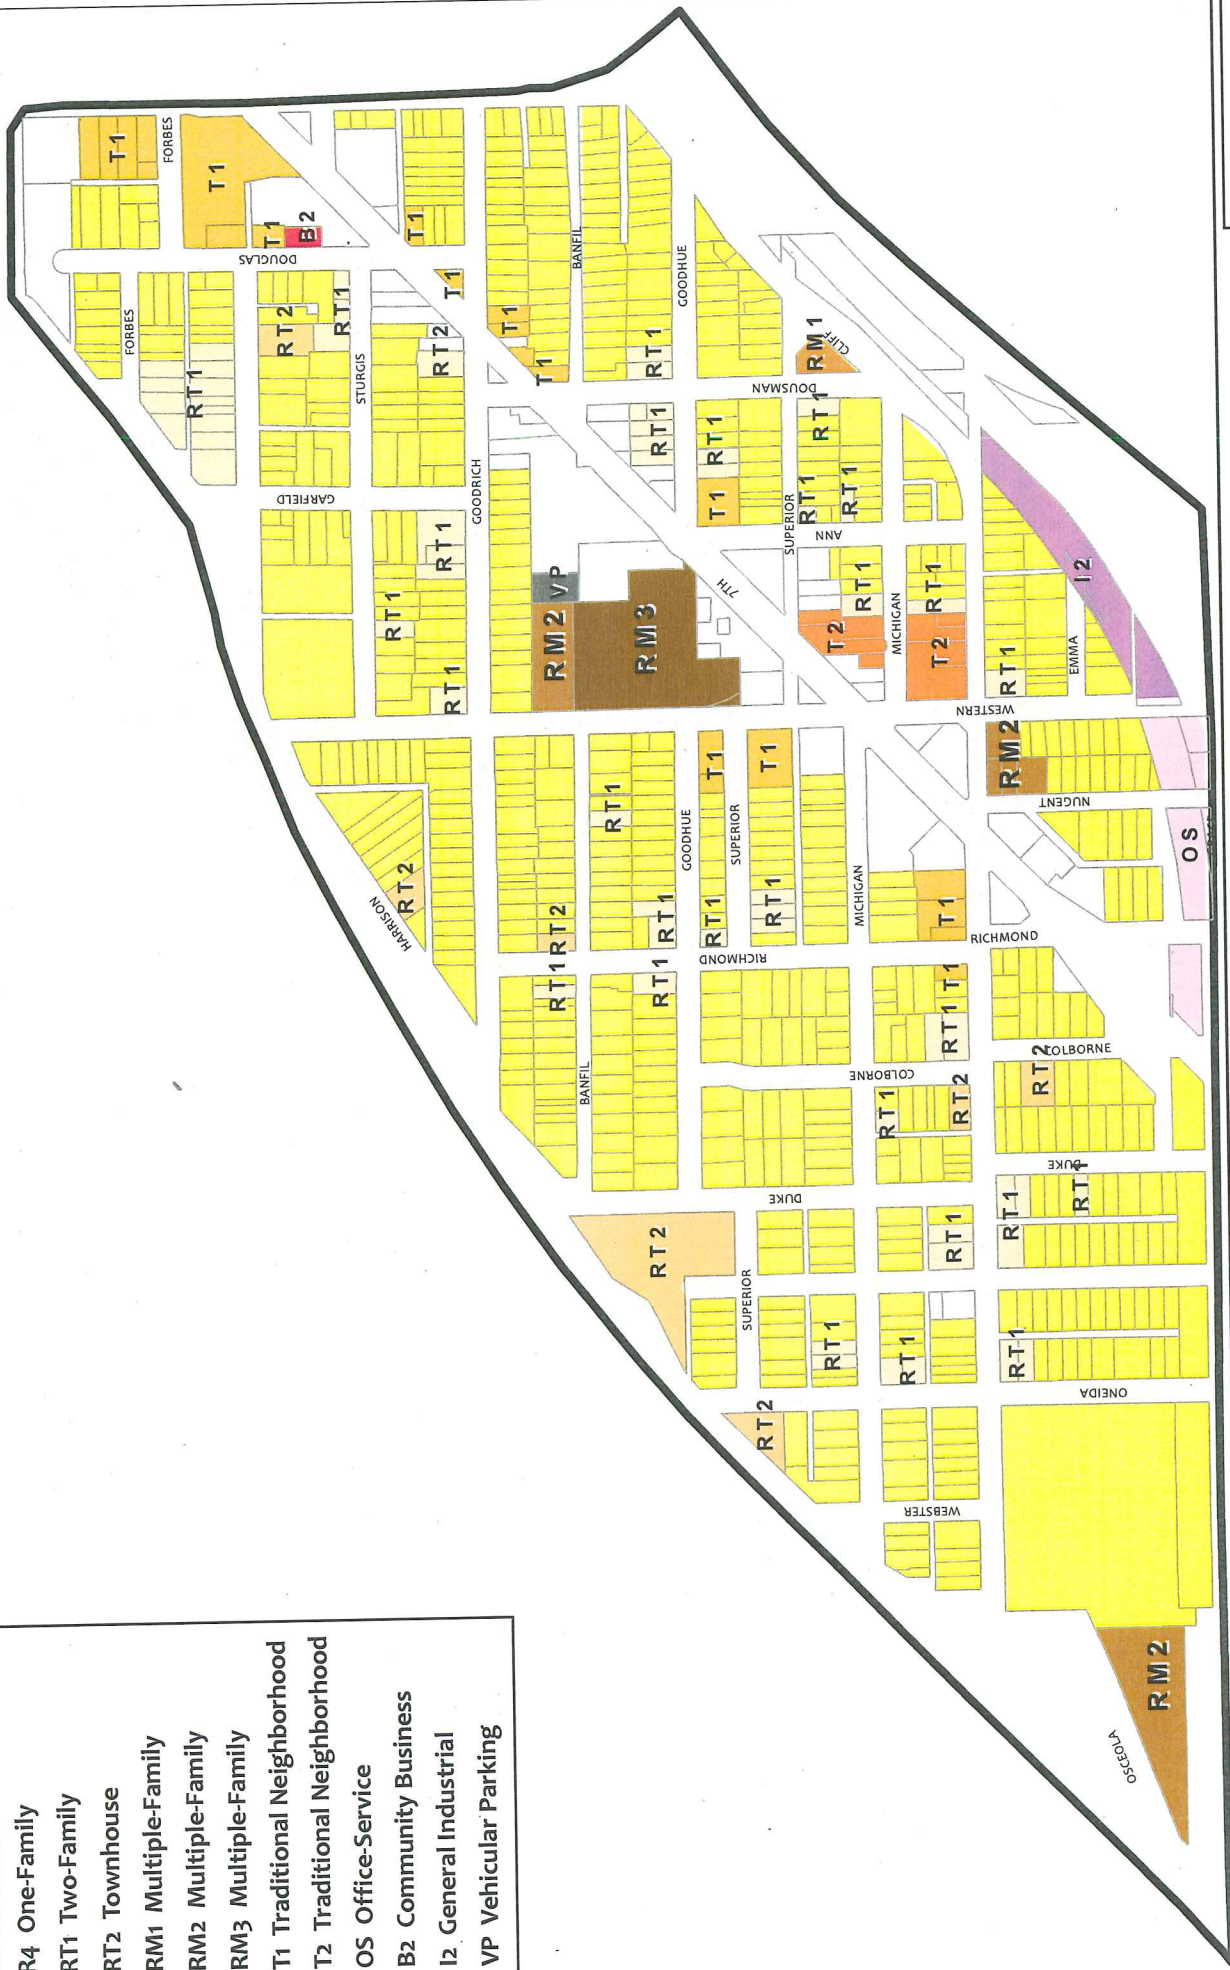 R4 One-Family
RT1 Two-Family
RT2 Townhouse
RM1 Multiple-Family
RM2 Multiple-Family
RM3 Multiple-Family
T1 Traditional Neighborhood
T2 Traditional Neighborhood
OS Office-Service
B2 Community Business
I2 General Industrial
VP Vehicular Parking
T1
FORBES
T1
T1
B2
DOUGLAS
T1
T1
FORBES
RT1
RT2
RT1
STURGIS
RT2
T1
T1
BANFIL
GOODHUE
RT1
DOUSMAN
RM1
CLIFF
GARFIELD
GOODRICH
RT1
RT1
RT1
T1
RT1
RT1
RT1
SUPERIOR
ANN
RT1
RT1
RT1
VP
RM2
RM3
7TH
T2
RT1
MICHIGAN
RT1
T2
RT1
EMMA
I2
WESTERN
RM2
NUGENT
OS
RT1
T1
T1
GOODHUE
SUPERIOR
RT2
HARRISON
RT2
RT1
RT1
RT1
MICHIGAN
T1
RICHMOND
RICHMOND
RT1
RT1
T1
RT1
BANFIL
COLBORNE
COLBORNE
RT2
RT1
RT2
DUKE
DUKE
RT2
SUPERIOR
RT1
RT1
RT1
RT1
RT1
RT1
ONEIDA
RT2
WEBSTER
RM2
OSCEOLA